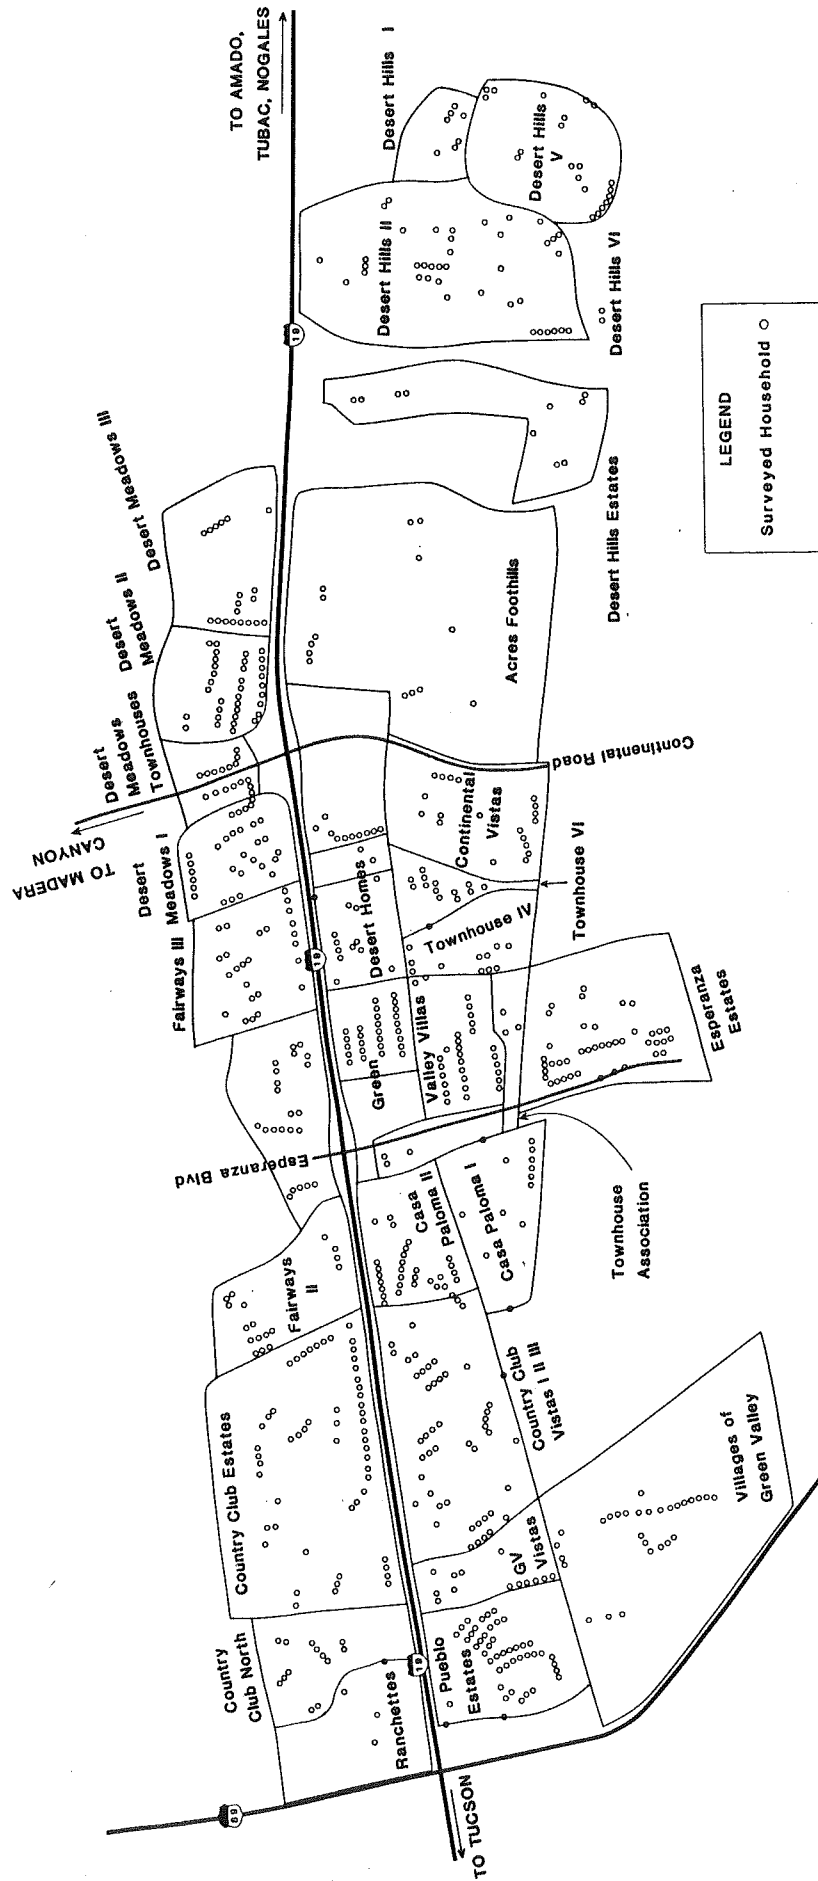 TO AMADO,
TUBAC, NOGALES
Desert Hills I
Desert Hills
V
Desert Hills II
Desert Hills VI
19
Desert Hills Estates
LEGEND
Surveyed Household
Desert Meadows III
Desert
Meadows II
Desert
Meadows
Townhouses
Acres Foothills
Continental Road
TO MADERA
CANYON
Desert
Meadows I
Continental
Vistas
Townhouse VI
Desert Homes
Townhouse IV
Fairways III
19
Green
Valley Villas
Esperanza
Estates
Esperanza Blvd
Casa
Paloma II
Casa Paloma I
Townhouse
Association
Fairways
II
Country Club
Vistas I II III
Country Club Estates
Villages of
Green Valley
GV
Vistas
Country
Club North
Pueblo
Estates
19
Ranchettes
89
TO TUCSON